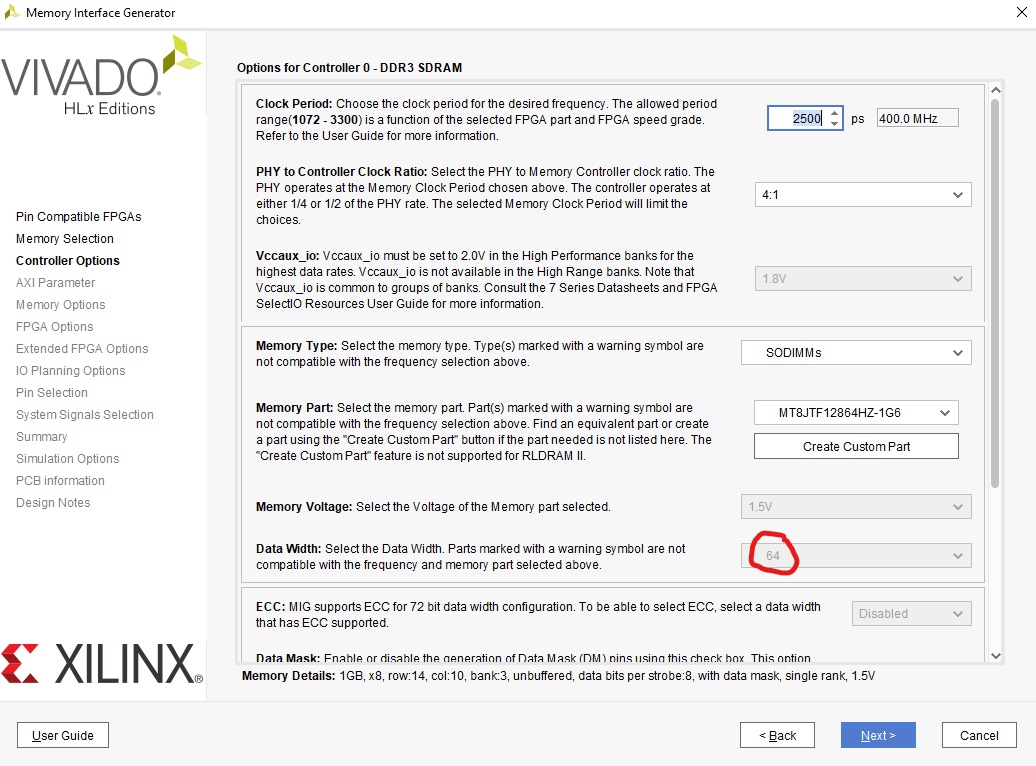 Memory Interface Generator
VIVADO
HLx Editions
Pin Compatible FPGAs
Memory Selection
Controller Options
AXI Parameter
Memory Options
FPGA Options
Extended FPGA Options
IO Planning Options
Pin Selection
System Signals Selection
Summary
Simulation Options
PCB information
Design Notes
XILINX®
Options for Controller 0 - DDR3 SDRAM
Clock Period: Choose the clock period for the desired frequency. The allowed period
range(1072 - 3300) is a function of the selected FPGA part and FPGA speed grade.
Refer to the User Guide for more information.
2500 ps 400.0 MHz
PHY to Controller Clock Ratio: Select the PHY to Memory Controller clock ratio. The
PHY operates at the Memory Clock Period chosen above. The controller operates at
either 1/4 or 1/2 of the PHY rate. The selected Memory Clock Period will limit the
choices.
4:1
Vccaux_io: Vccaux_io must be set to 2.0V in the High Performance banks for the
highest data rates. Vccaux_io is not available in the High Range banks. Note that
Vccaux_io is common to groups of banks. Consult the 7 Series Datasheets and FPGA
SelectIO Resources User Guide for more information.
1.8V
Memory Type: Select the memory type. Type(s) marked with a warning symbol are
not compatible with the frequency selection above.
SODIMMs
Memory Part: Select the memory part. Part(s) marked with a warning symbol are
not compatible with the frequency selection above. Find an equivalent part or create
a part using the "Create Custom Part" button if the part needed is not listed here. The
"Create Custom Part" feature is not supported for RLDRAM II.
MT8JTF12864HZ-1G6
Create Custom Part
Memory Voltage: Select the Voltage of the Memory part selected.
1.5V
Data Width: Select the Data Width. Parts marked with a warning symbol are not
compatible with the frequency and memory part selected above.
64
ECC: MIG supports ECC for 72 bit data width configuration. To be able to select ECC, select a data width
that has ECC supported.
Disabled
Data Mask: Enable or disable the generation of Data Mask (DM) pins using this check box. This option
Memory Details: 1GB, x8, row:14, col:10, bank:3, unbuffered, data bits per strobe:8, with data mask, single rank, 1.5V
User Guide
< Back
Next >
Cancel